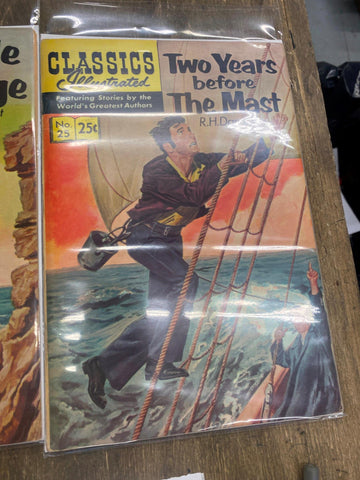 CLASSICS
Illustrated
Featuring Stories by the
World's Greatest Authors
No.
25
25¢
Two Years
before
The Mast
R.H.